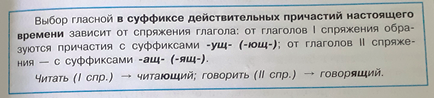 Выбор гласной в суффиксе действительных причастий настоящего
времени зависит от спряжения глагола: от глаголов I спряжения обра-
зуются причастия с суффиксами -ущ- (-ющ-); от глаголов II спряже-
ния — с суффиксами -ащ- (-ящ-).
Читать (I спр.) → читающий; говорить (II спр.) → говорящий.